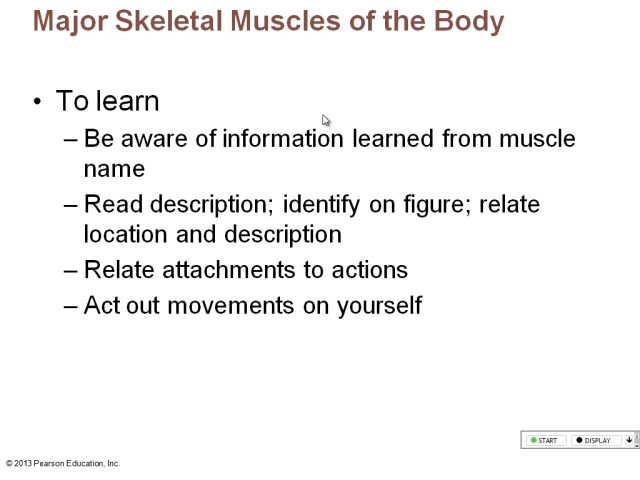 Major Skeletal Muscles of the Body
• To learn
– Be aware of information learned from muscle
name
– Read description; identify on figure; relate
location and description
– Relate attachments to actions
– Act out movements on yourself
START DISPLAY
© 2013 Pearson Education, Inc.